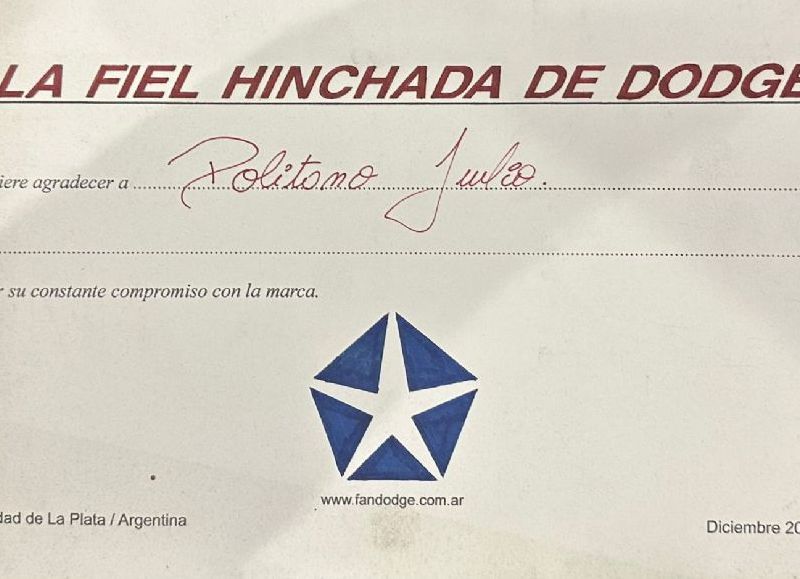 LA FIEL HINCHADA DE DODGE
iere agradecer a Politano Julio.
r su constante compromiso con la marca.
www.fandodge.com.ar
dad de La Plata / Argentina
Diciembre 20